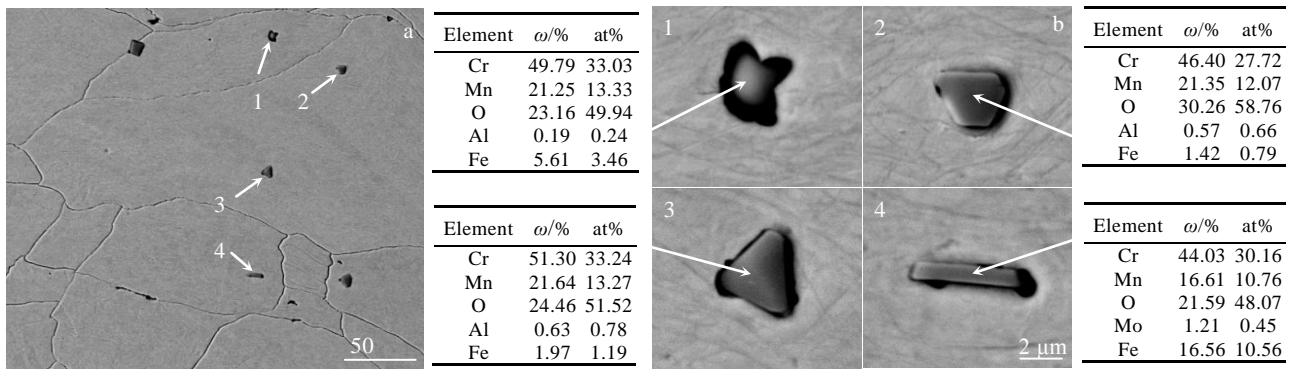 a
1
2
3
4
50
Element ω/% at%
Cr 49.79 33.03
Mn 21.25 13.33
O 23.16 49.94
Al 0.19 0.24
Fe 5.61 3.46
Element ω/% at%
Cr 51.30 33.24
Mn 21.64 13.27
O 24.46 51.52
Al 0.63 0.78
Fe 1.97 1.19
1
2 b
3
4
2 μm
Element ω/% at%
Cr 46.40 27.72
Mn 21.35 12.07
O 30.26 58.76
Al 0.57 0.66
Fe 1.42 0.79
Element ω/% at%
Cr 44.03 30.16
Mn 16.61 10.76
O 21.59 48.07
Mo 1.21 0.45
Fe 16.56 10.56